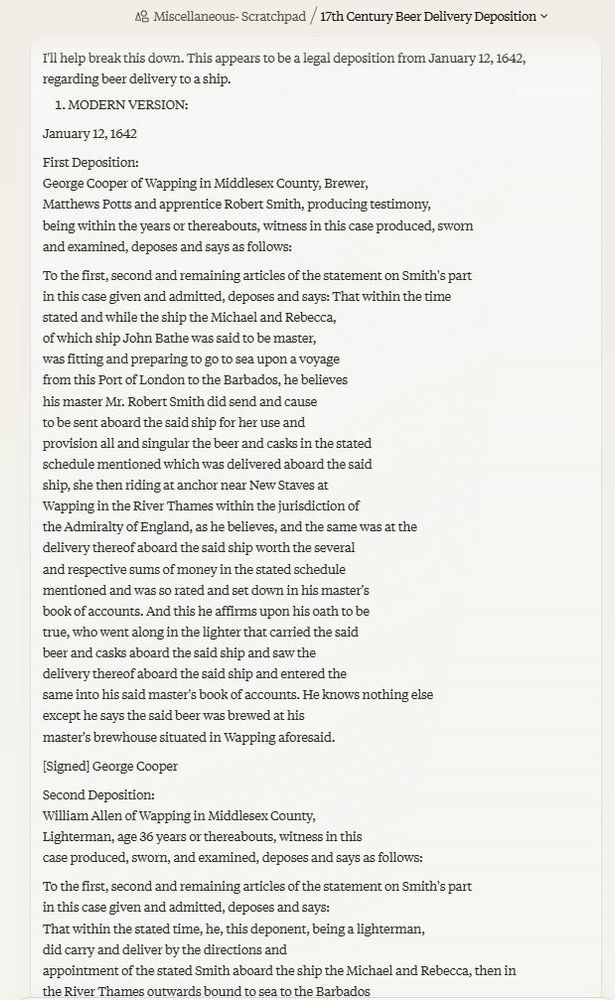 Miscellaneous- Scratchpad / 17th Century Beer Delivery Deposition
I'll help break this down. This appears to be a legal deposition from January 12, 1642,
regarding beer delivery to a ship.
1. MODERN VERSION:
January 12, 1642
First Deposition:
George Cooper of Wapping in Middlesex County, Brewer,
Matthews Potts and apprentice Robert Smith, producing testimony,
being within the years or thereabouts, witness in this case produced, sworn
and examined, deposes and says as follows:
To the first, second and remaining articles of the statement on Smith's part
in this case given and admitted, deposes and says: That within the time
stated and while the ship the Michael and Rebecca,
of which ship John Bathe was said to be master,
was fitting and preparing to go to sea upon a voyage
from this Port of London to the Barbados, he believes
his master Mr. Robert Smith did send and cause
to be sent aboard the said ship for her use and
provision all and singular the beer and casks in the stated
schedule mentioned which was delivered aboard the said
ship, she then riding at anchor near New Staves at
Wapping in the River Thames within the jurisdiction of
the Admiralty of England, as he believes, and the same was at the
delivery thereof aboard the said ship worth the several
and respective sums of money in the stated schedule
mentioned and was so rated and set down in his master's
book of accounts. And this he affirms upon his oath to be
true, who went along in the lighter that carried the said
beer and casks aboard the said ship and saw the
delivery thereof aboard the said ship and entered the
same into his said master's book of accounts. He knows nothing else
except he says the said beer was brewed at his
master's brewhouse situated in Wapping aforesaid.
[Signed] George Cooper
Second Deposition:
William Allen of Wapping in Middlesex County,
Lighterman, age 36 years or thereabouts, witness in this
case produced, sworn, and examined, deposes and says as follows:
To the first, second and remaining articles of the statement on Smith's part
in this case given and admitted, deposes and says:
That within the stated time, he, this deponent, being a lighterman,
did carry and deliver by the directions and
appointment of the stated Smith aboard the ship the Michael and Rebecca, then in
the River Thames outwards bound to sea to the Barbados